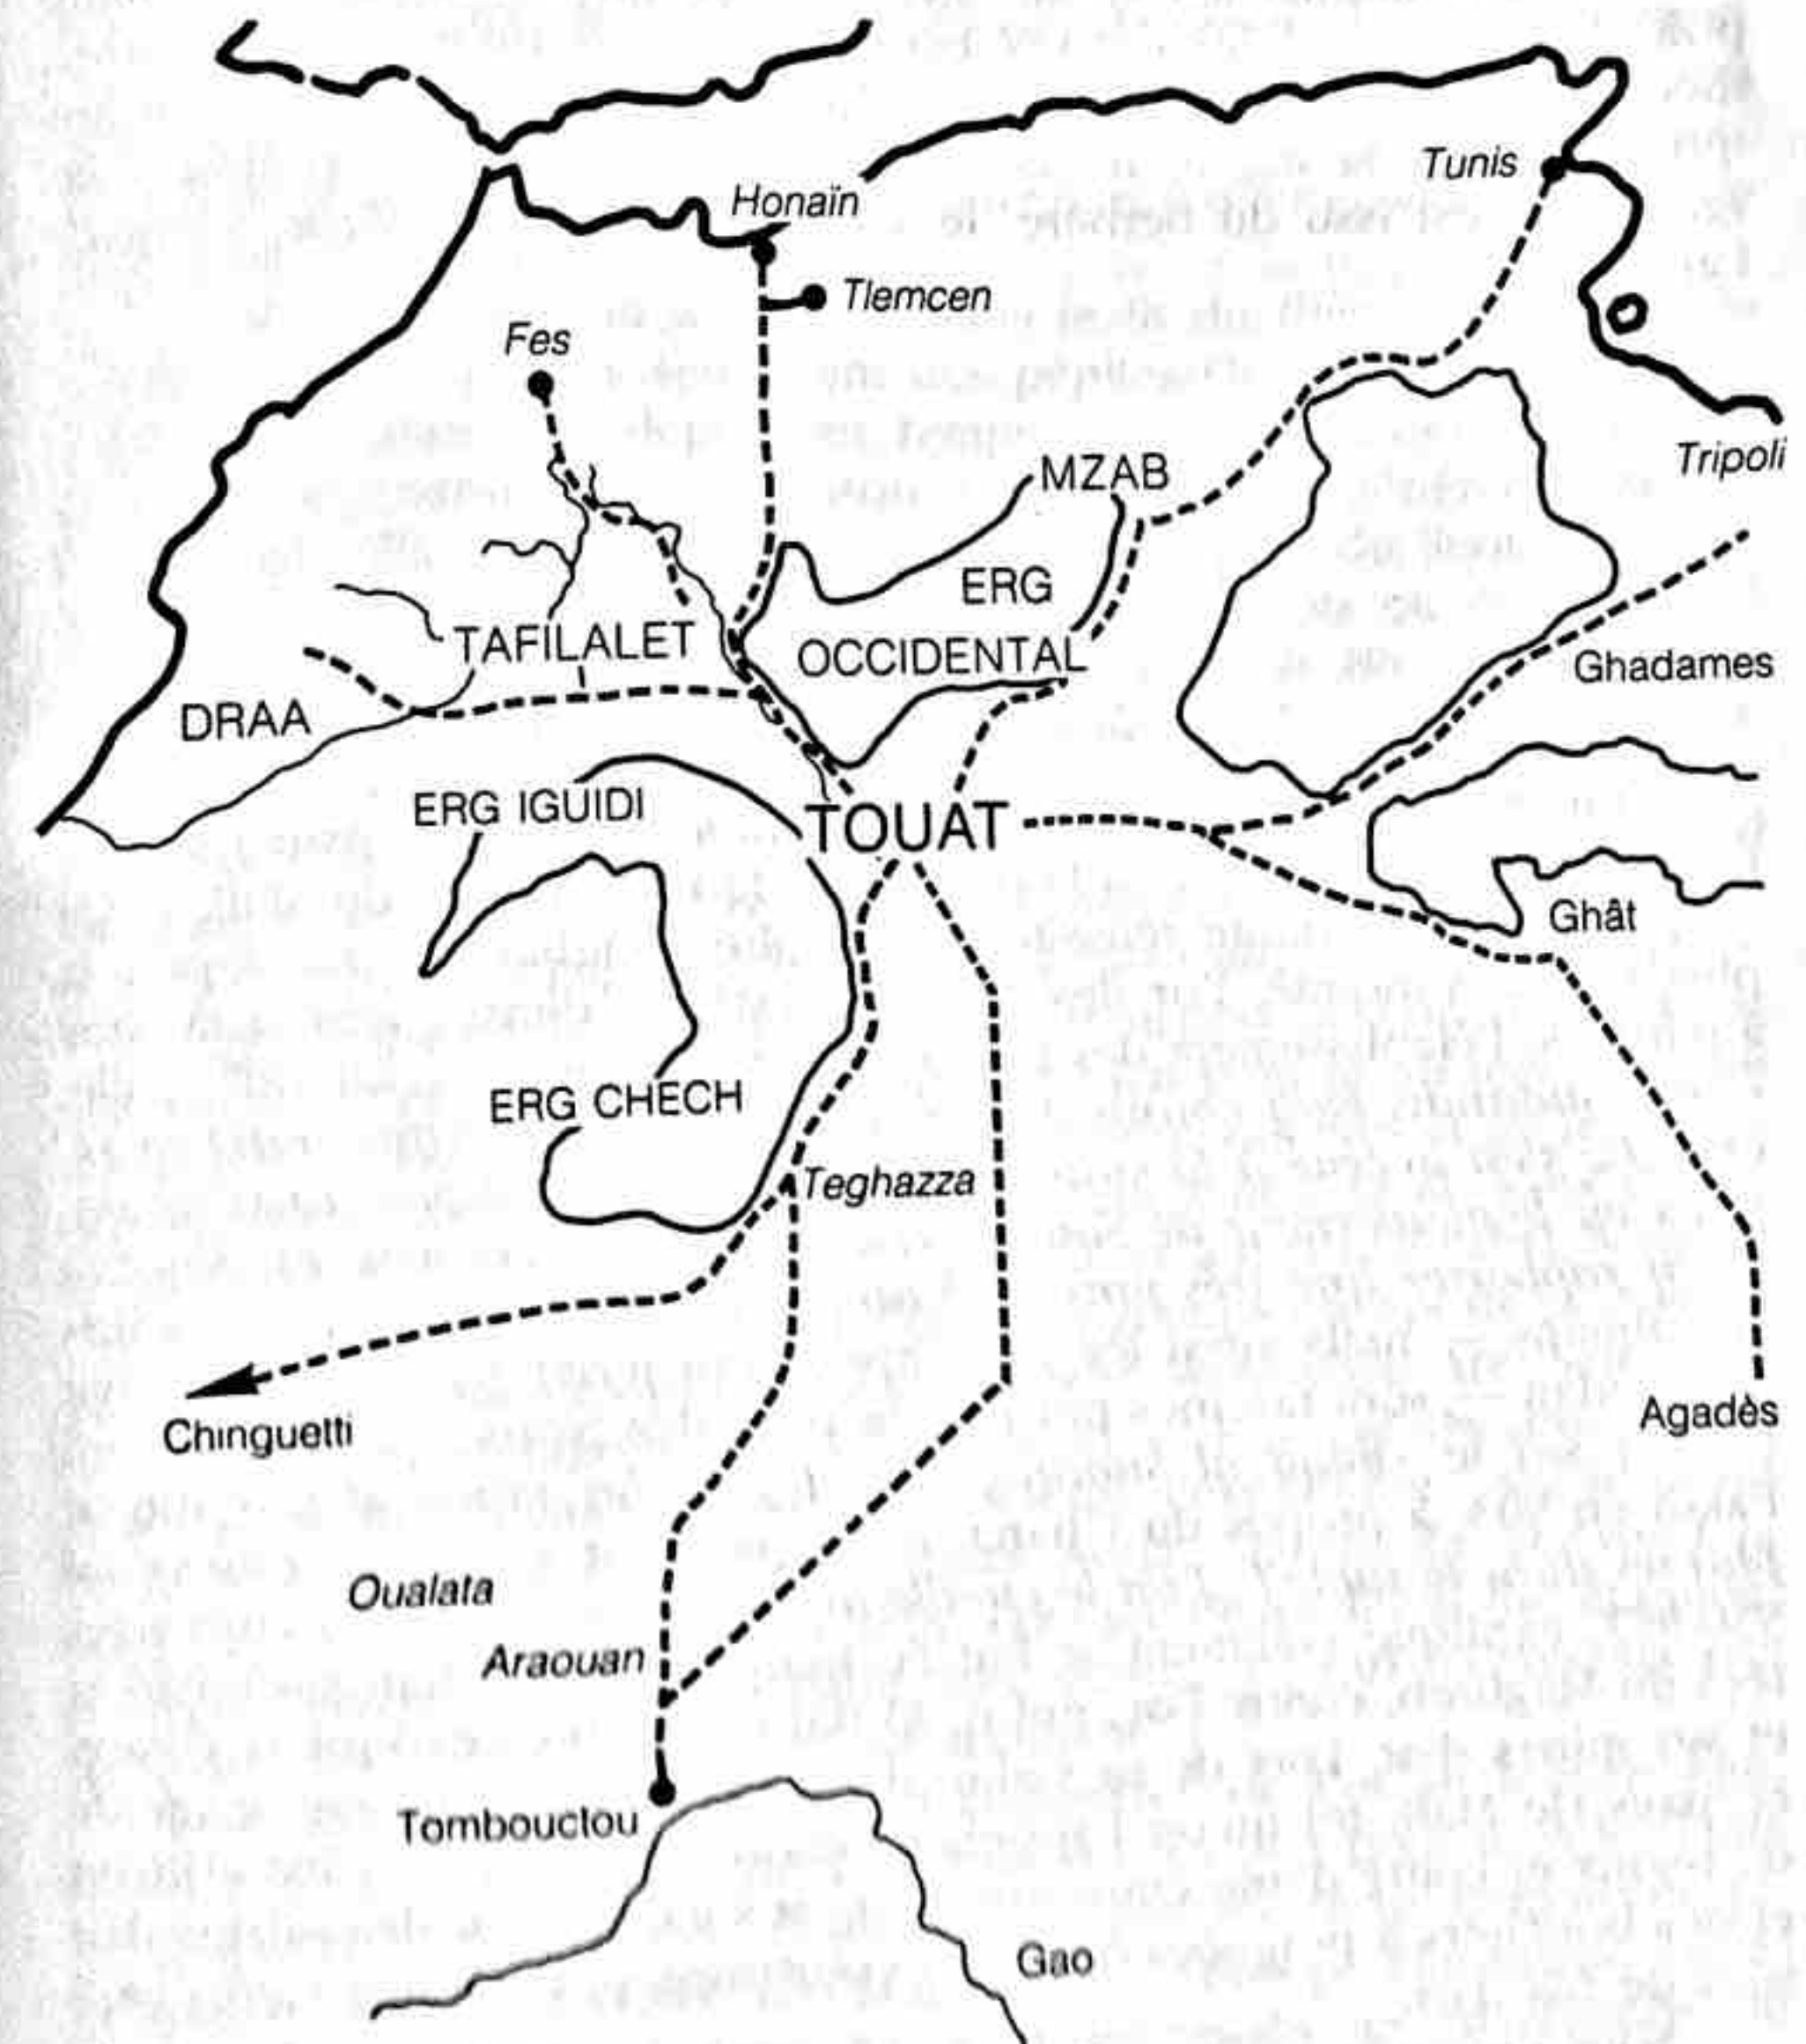 Tunis
Honaïn
Tlemcen
Fes
MZAB
Tripoli
ERG
OCCIDENTAL
TAFILALET
Ghadames
DRAA
ERG IGUIDI
TOUAT
Ghât
ERG CHECH
Teghazza
Agadès
Chinguetti
Oualata
Araouan
Tombouctou
Gao